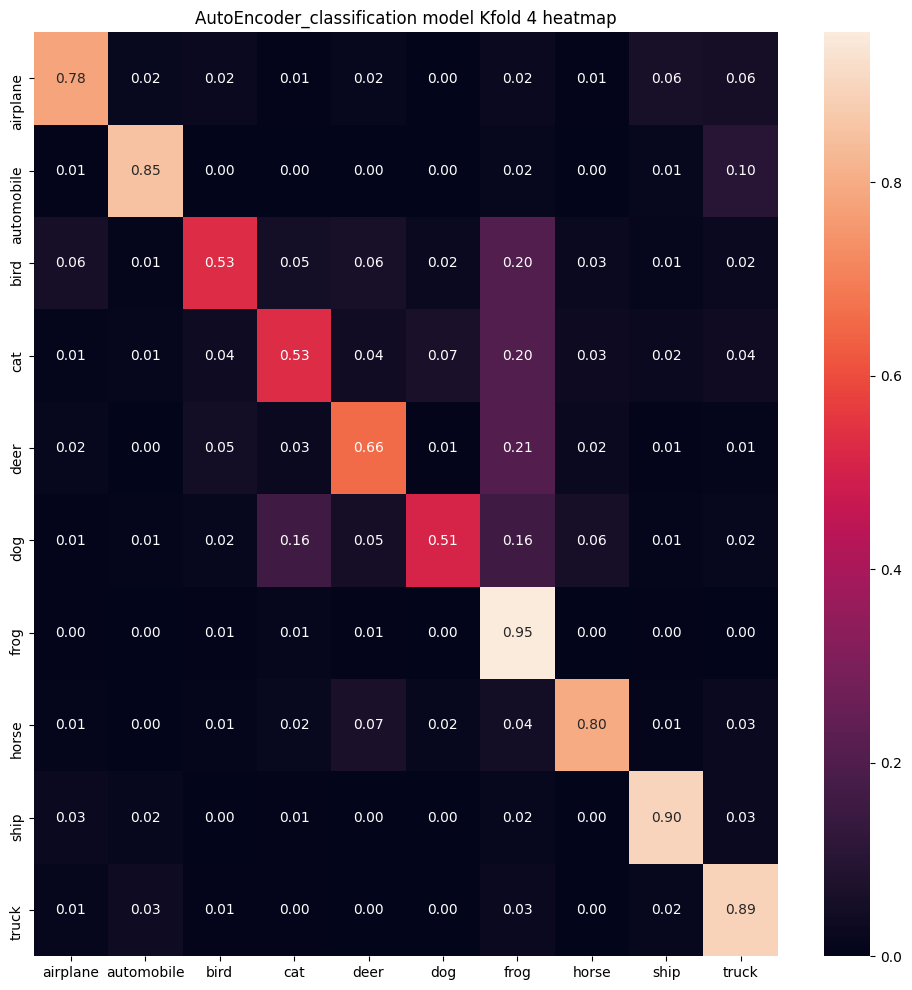 AutoEncoder_classification model Kfold 4 heatmap
airplane 0.78 0.02 0.02 0.01 0.02 0.00 0.02 0.01 0.06 0.06
automobile 0.01 0.85 0.00 0.00 0.00 0.00 0.02 0.00 0.01 0.10
bird 0.06 0.01 0.53 0.05 0.06 0.02 0.20 0.03 0.01 0.02
cat 0.01 0.01 0.04 0.53 0.04 0.07 0.20 0.03 0.02 0.04
deer 0.02 0.00 0.05 0.03 0.66 0.01 0.21 0.02 0.01 0.01
dog 0.01 0.01 0.02 0.16 0.05 0.51 0.16 0.06 0.01 0.02
frog 0.00 0.00 0.01 0.01 0.01 0.00 0.95 0.00 0.00 0.00
horse 0.01 0.00 0.01 0.02 0.07 0.02 0.04 0.80 0.01 0.03
ship 0.03 0.02 0.00 0.01 0.00 0.00 0.02 0.00 0.90 0.03
truck 0.01 0.03 0.01 0.00 0.00 0.00 0.03 0.00 0.02 0.89
airplane automobile bird cat deer dog frog horse ship truck
0.8
0.6
0.4
0.2
0.0